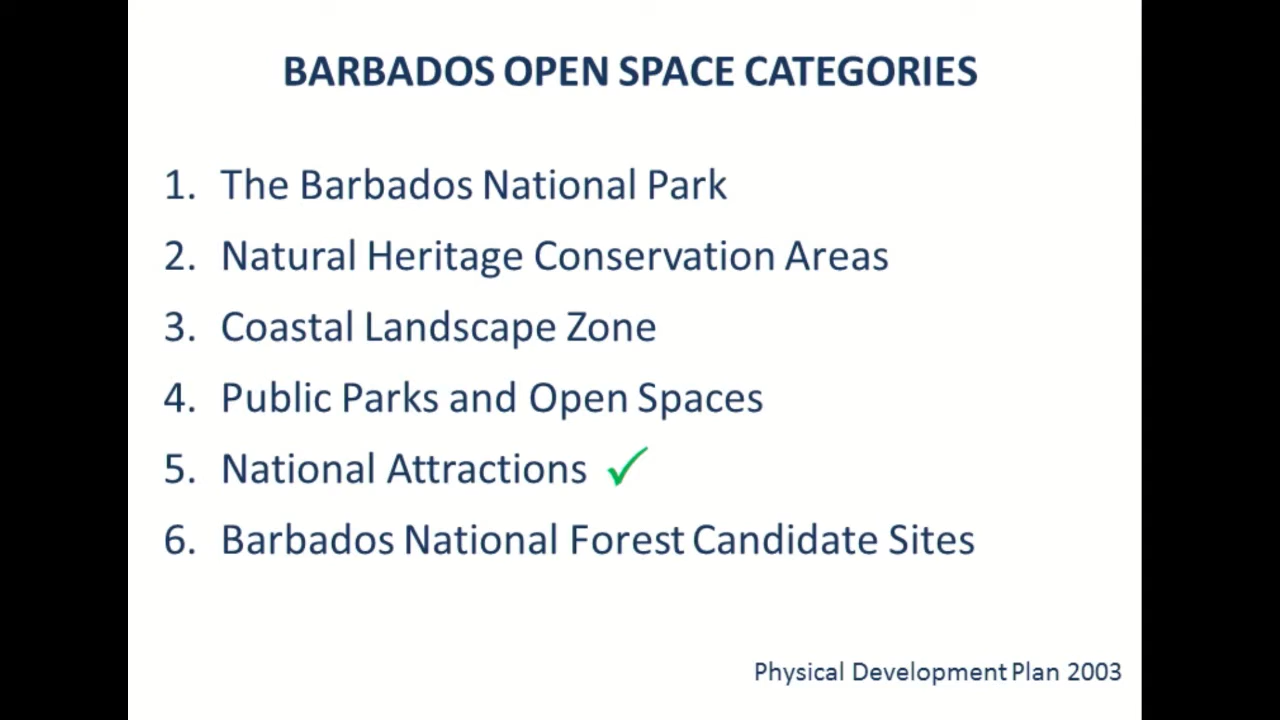 BARBADOS OPEN SPACE CATEGORIES
1. The Barbados National Park
2. Natural Heritage Conservation Areas
3. Coastal Landscape Zone
4. Public Parks and Open Spaces
5. National Attractions ✓
6. Barbados National Forest Candidate Sites
Physical Development Plan 2003